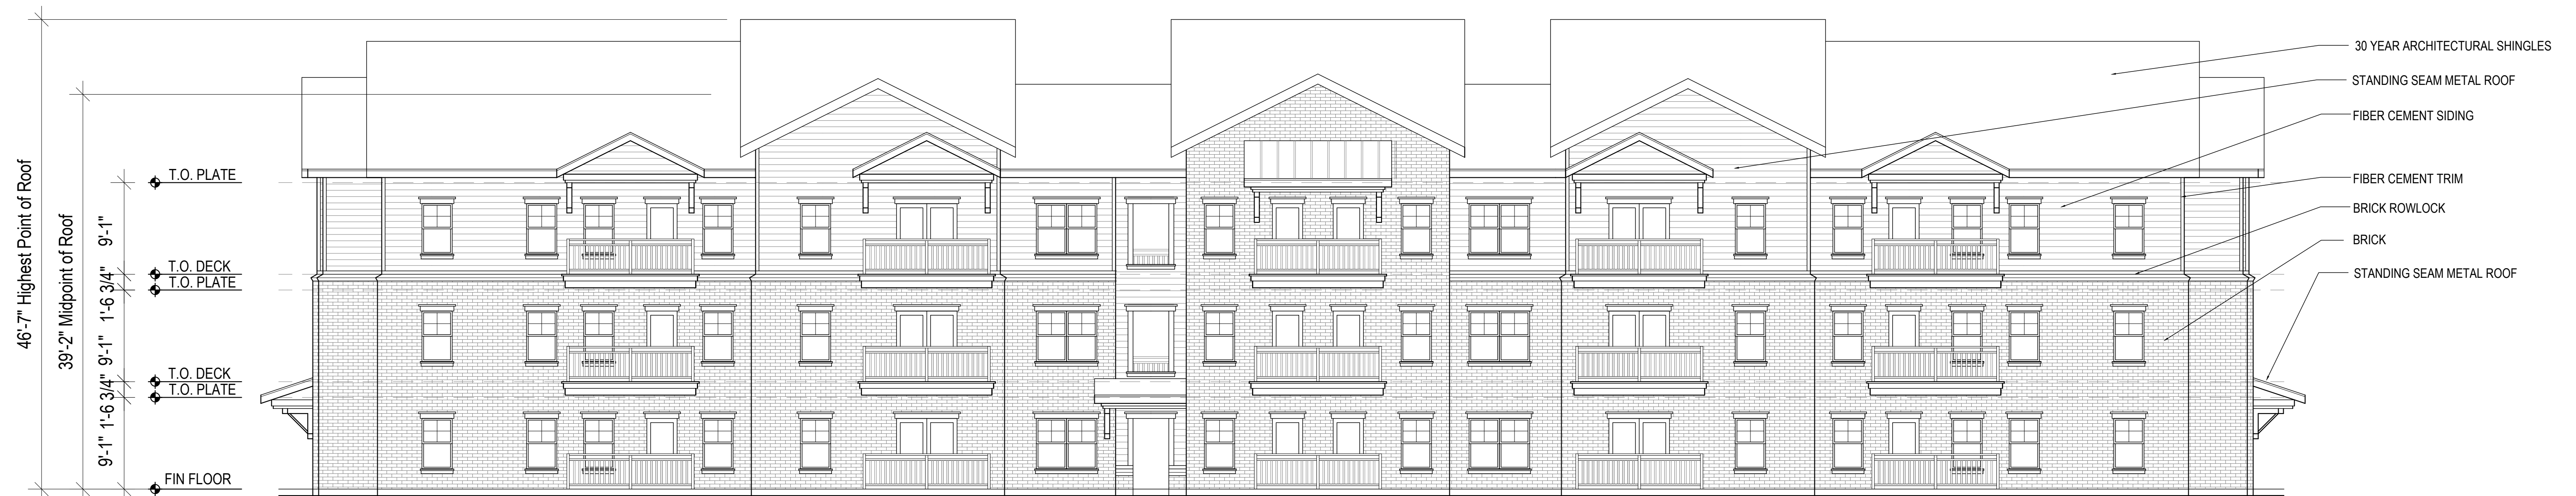 46'-7" Highest Point of Roof
39'-2" Midpoint of Roof
9'-1" 1'-6 3/4" 9'-1" 1'-6 3/4" 9'-1"
T.O. PLATE
T.O. DECK
T.O. PLATE
T.O. DECK
T.O. PLATE
FIN FLOOR
30 YEAR ARCHITECTURAL SHINGLES
STANDING SEAM METAL ROOF
FIBER CEMENT SIDING
FIBER CEMENT TRIM
BRICK ROWLOCK
BRICK
STANDING SEAM METAL ROOF